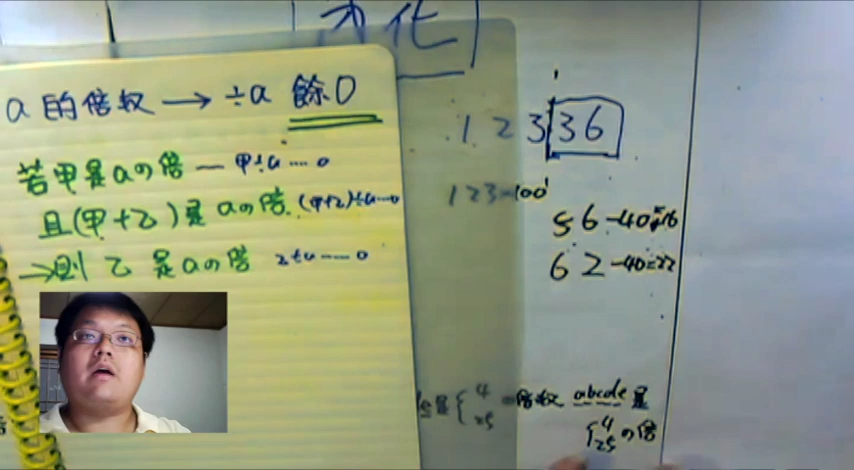 變化
a的倍數→÷a 餘0
若甲是aの倍 — 甲÷a……0
且(甲+乙)是aの倍 (甲+乙)÷a…0
→則 乙 是aの倍 乙÷a……0
123|36
123=100
56-40=16
62-40=22
是{4 25 の倍數 abcde是
{4 25 の倍